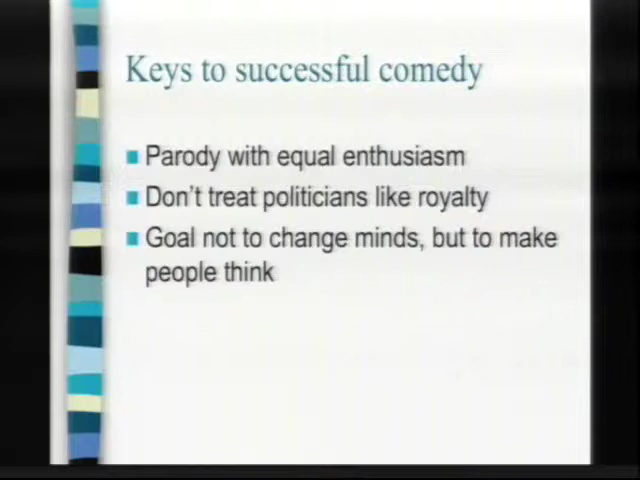 Keys to successful comedy
Parody with equal enthusiasm
Don't treat politicians like royalty
Goal not to change minds, but to make
people think